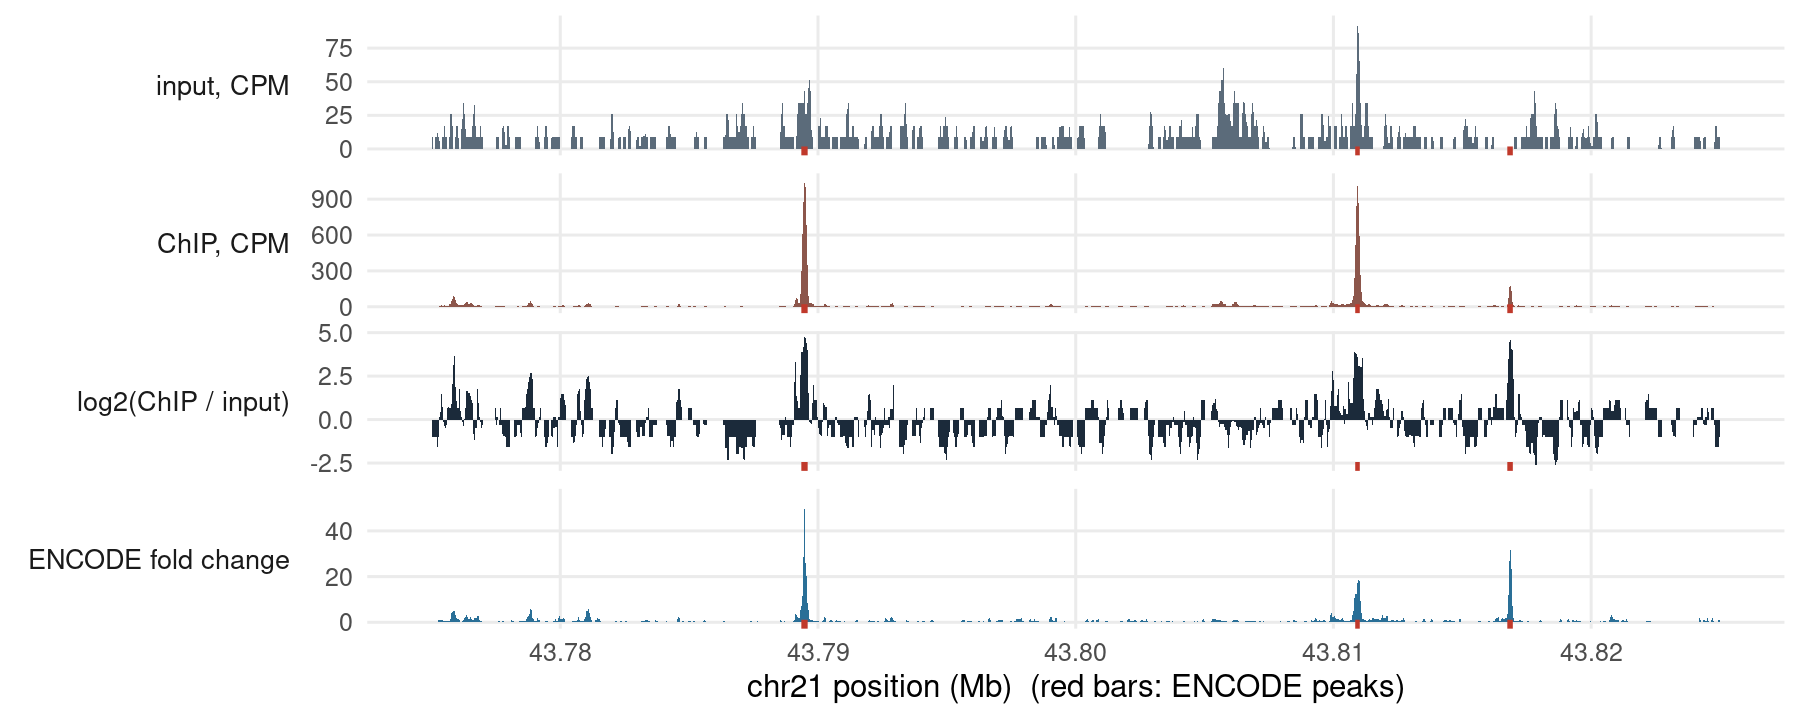 input, CPM
75
50
25
0
ChIP, CPM
900
600
300
0
log2(ChIP / input)
5.0
2.5
0.0
-2.5
ENCODE fold change
40
20
0
43.78 43.79 43.80 43.81 43.82
chr21 position (Mb)  (red bars: ENCODE peaks)